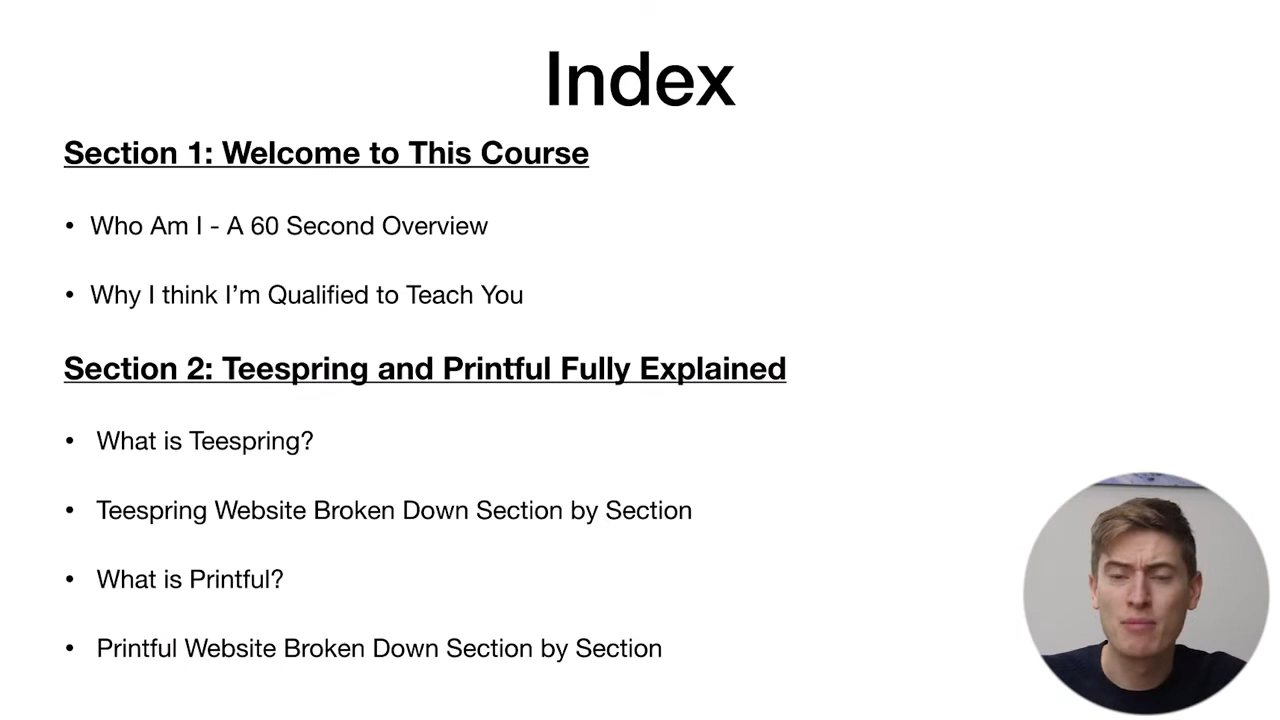 Index
Section 1: Welcome to This Course
• Who Am I - A 60 Second Overview
• Why I think I’m Qualified to Teach You
Section 2: Teespring and Printful Fully Explained
• What is Teespring?
• Teespring Website Broken Down Section by Section
• What is Printful?
• Printful Website Broken Down Section by Section